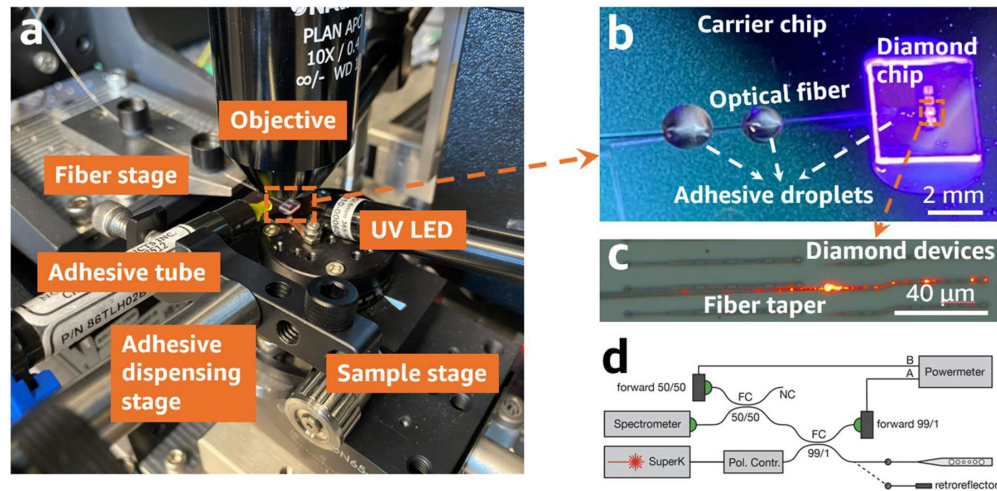 a
PLAN APO
10X / 0.4
∞/- WD 1
Objective
Fiber stage
UV LED
Adhesive tube
P/N 86TLH02B
Adhesive
dispensing
stage
Sample stage
b
Carrier chip
Diamond
chip
Optical fiber
Adhesive droplets
2 mm
c
Diamond devices
Fiber taper
40 µm
d
B
A
Powermeter
forward 50/50
FC
NC
50/50
Spectrometer
forward 99/1
FC
99/1
SuperK
Pol. Contr.
retroreflector